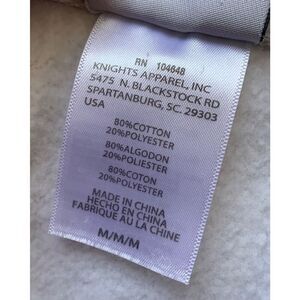 RN 104648
KNIGHTS APPAREL, INC
5475 N. BLACKSTOCK RD
SPARTANBURG, SC. 29303
USA
80%COTTON
20%POLYESTER
80%ALGODON
20%POLIESTER
80%COTON
20%POLYESTER
MADE IN CHINA
HECHO EN CHINA
FABRIQUE AU LA CHINE
M/M/M